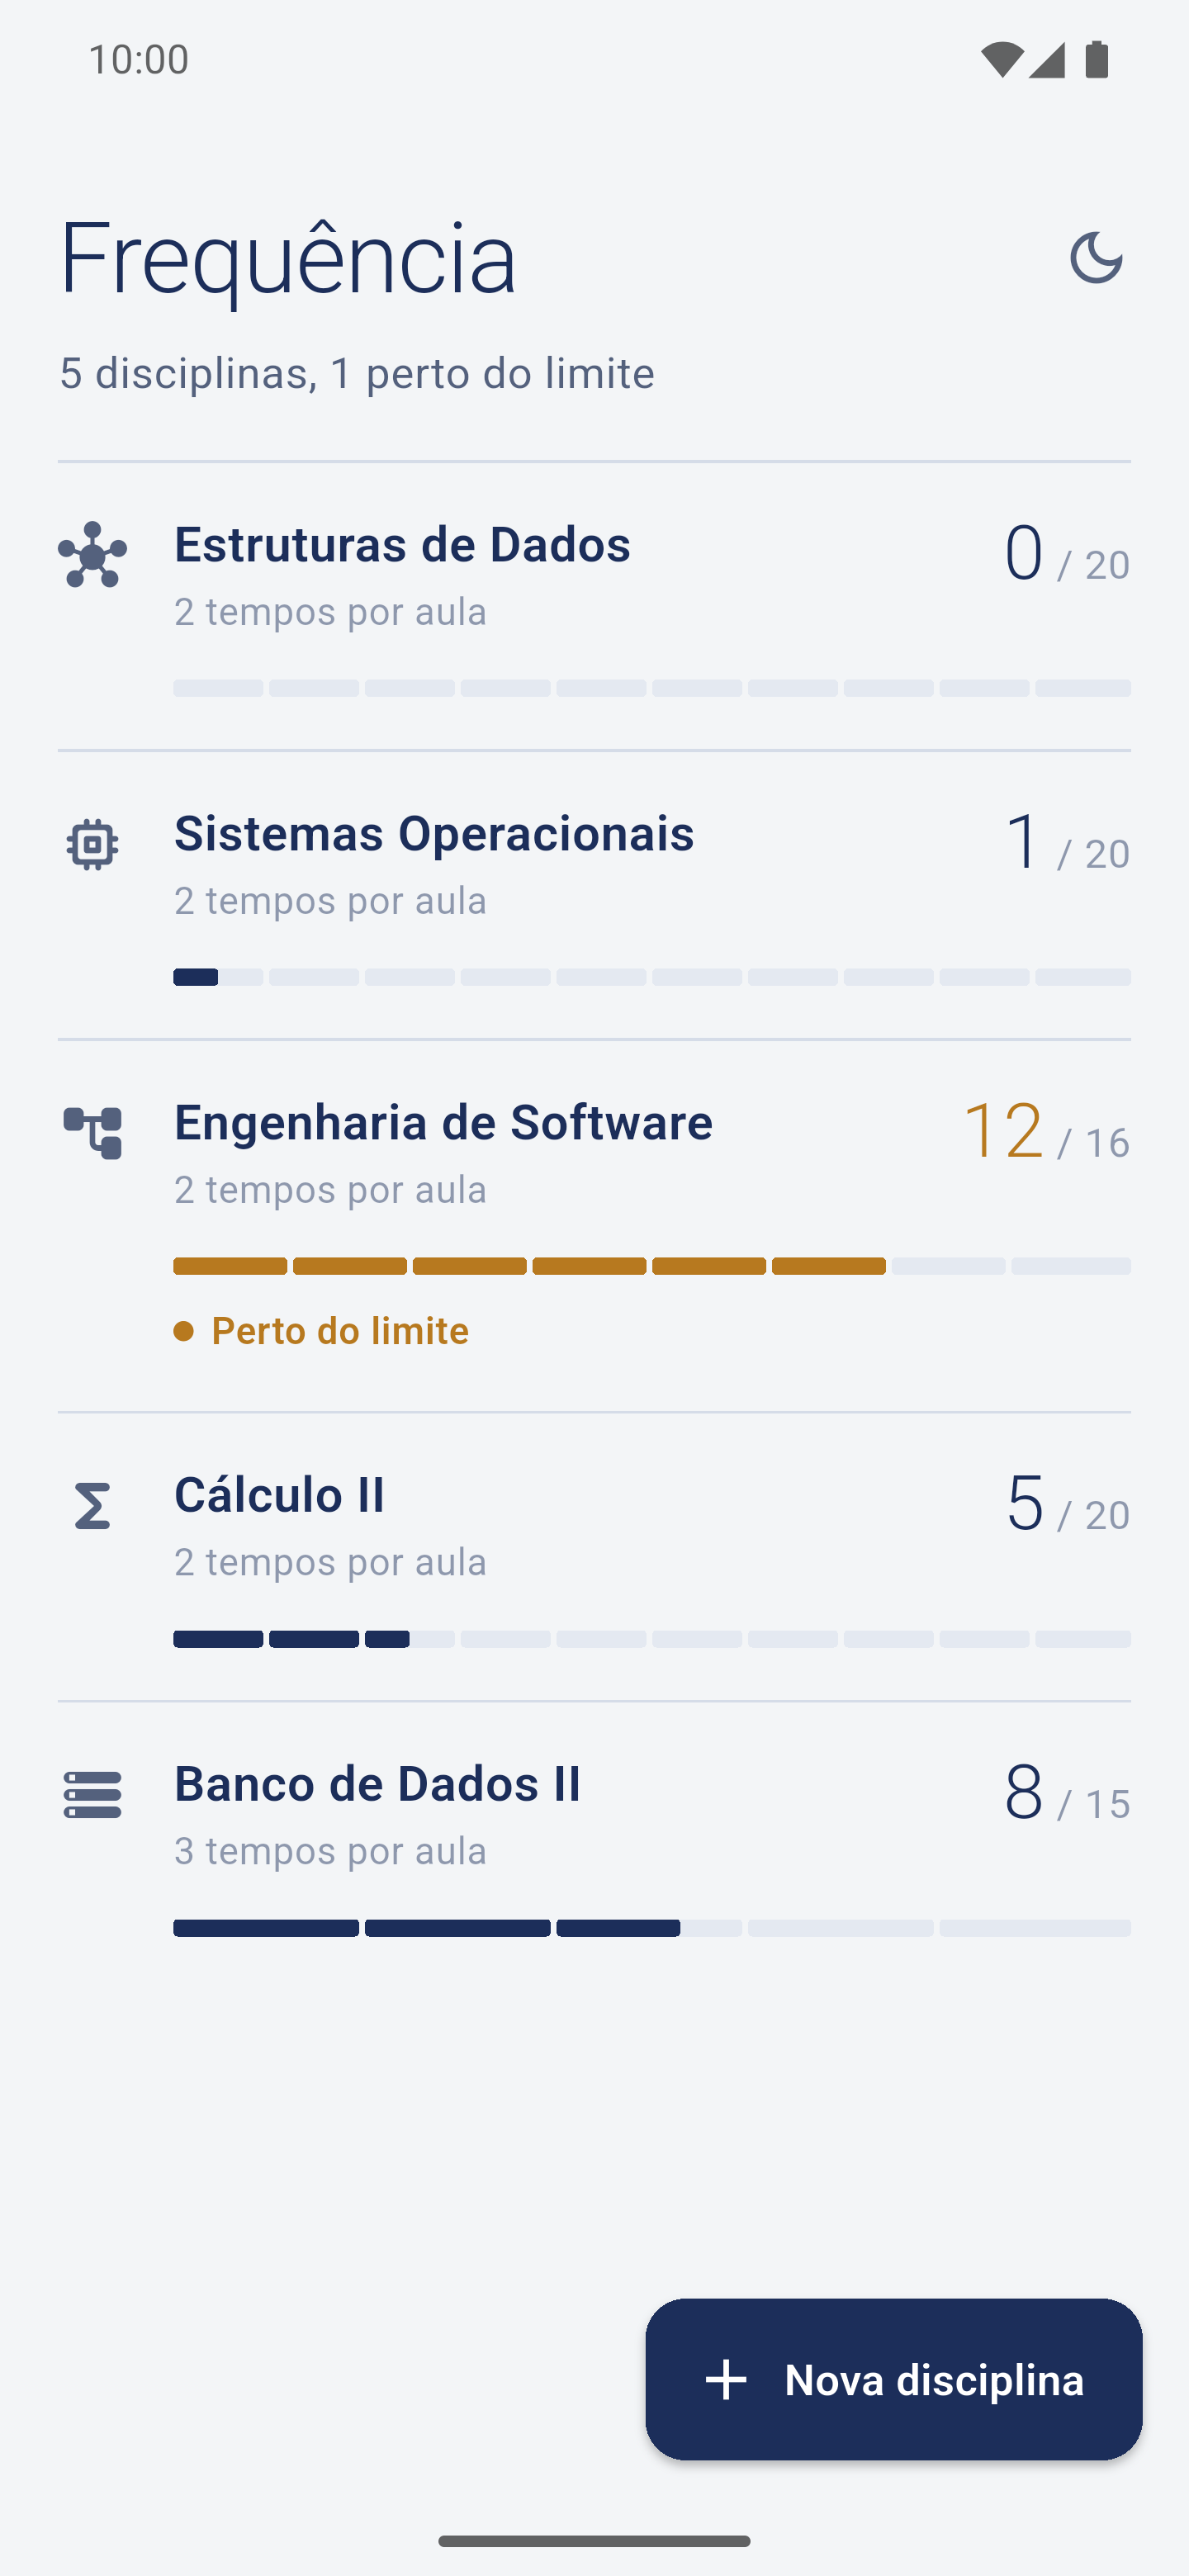 10:00
Frequência
5 disciplinas, 1 perto do limite
Estruturas de Dados
0 / 20
2 tempos por aula
Sistemas Operacionais
1 / 20
2 tempos por aula
Engenharia de Software
12 / 16
2 tempos por aula
Perto do limite
Cálculo II
5 / 20
2 tempos por aula
Banco de Dados II
8 / 15
3 tempos por aula
Nova disciplina